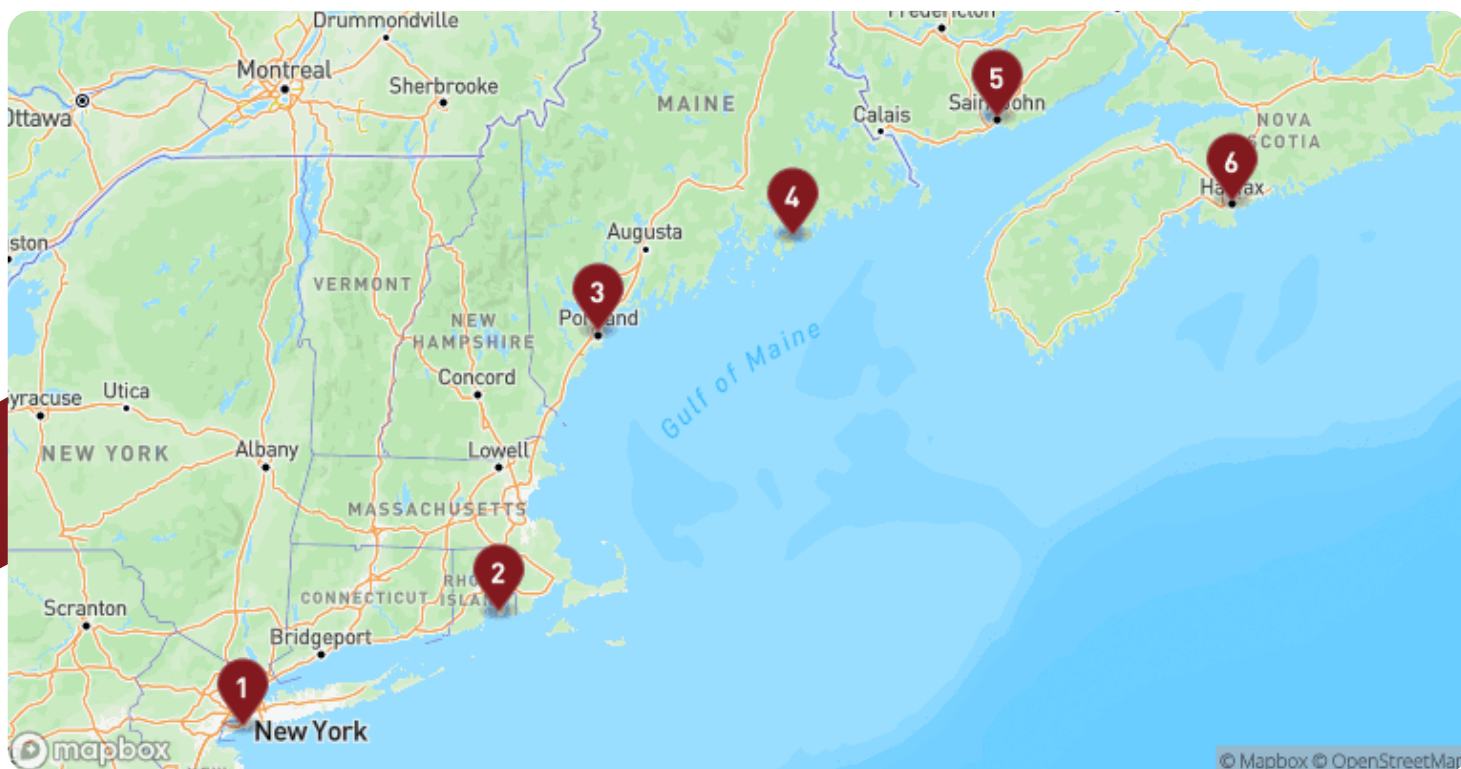 Fredericton
Drummondville
5
Montreal
Sherbrooke
MAINE
Saint John
Ottawa
Calais
NOVA
SCOTIA
6
Halifax
4
Augusta
ston
VERMONT
3
Portland
NEW
HAMPSHIRE
Gulf of Maine
Concord
Utica
yracuse
NEW YORK
Albany
Lowell
MASSACHUSETTS
2
RHODE
ISLAND
CONNECTICUT
Scranton
Bridgeport
1
New York
mapbox
© Mapbox © OpenStreetMap